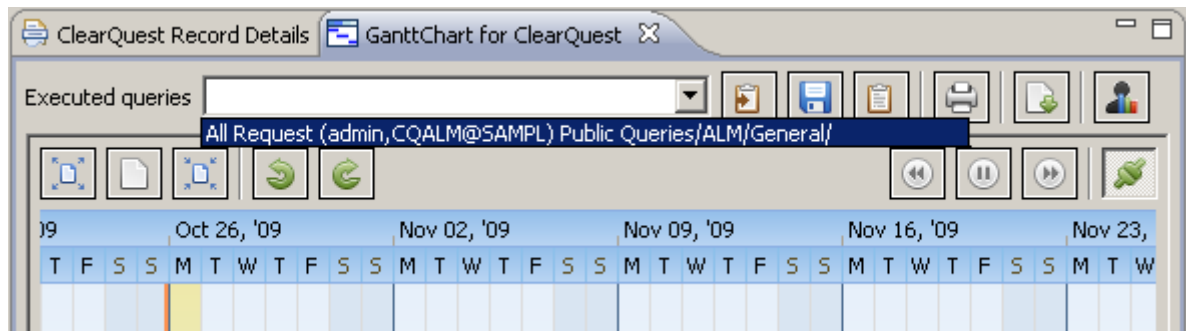 ClearQuest Record Details GanttChart for ClearQuest
Executed queries
All Request (admin,CQALM@SAMPL) Public Queries/ALM/General/
09 Oct 26, '09 Nov 02, '09 Nov 09, '09 Nov 16, '09 Nov 23,
T F S S M T W T F S S M T W T F S S M T W T F S S M T W T F S S M T W